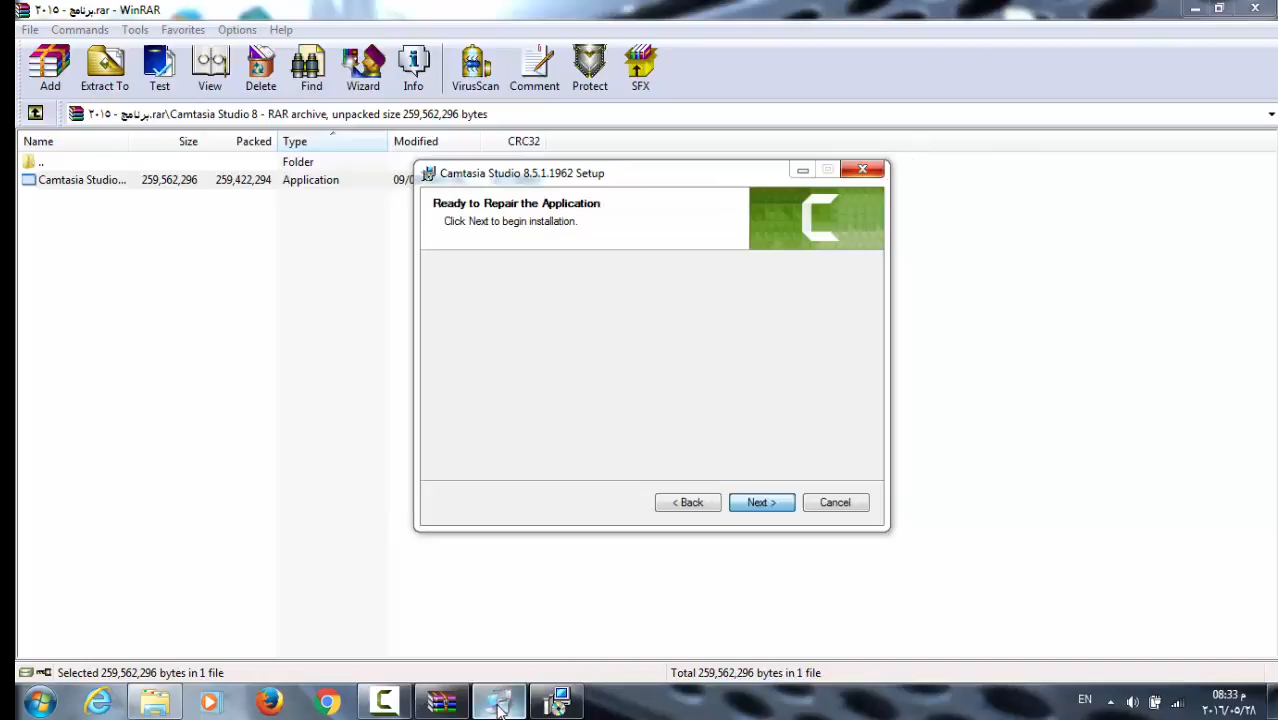 برنامج - ٢٠١٥.rar - WinRAR
File Commands Tools Favorites Options Help
Add Extract To Test View Delete Find Wizard Info VirusScan Comment Protect SFX
برنامج - ٢٠١٥.rar\Camtasia Studio 8 - RAR archive, unpacked size 259,562,296 bytes
Name Size Packed Type Modified CRC32
.. Folder
Camtasia Studio... 259,562,296 259,422,294 Application
Camtasia Studio 8.5.1.1962 Setup
Ready to Repair the Application
Click Next to begin installation.
< Back Next > Cancel
Selected 259,562,296 bytes in 1 file Total 259,562,296 bytes in 1 file
EN 08:33 م
٢٠١٦/٠٥/٢٨